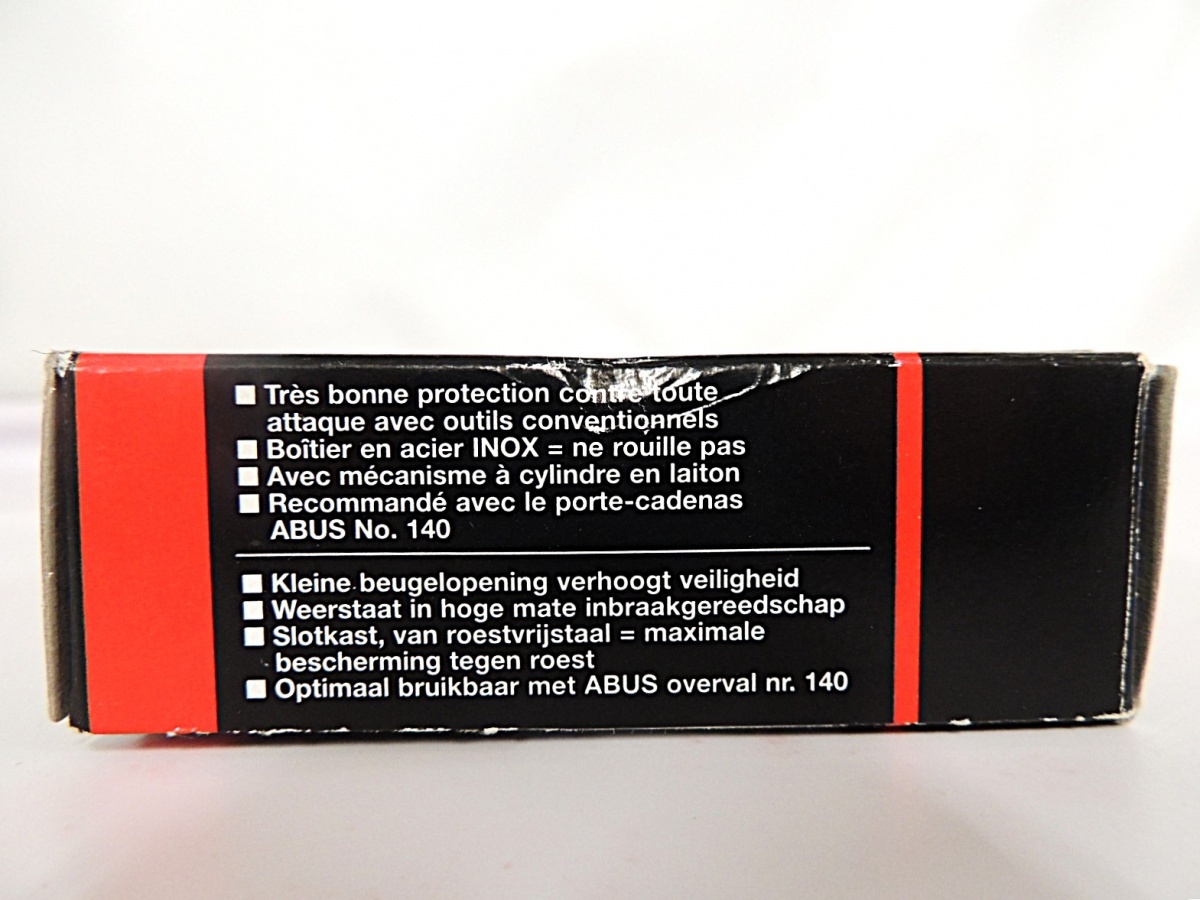 Très bonne protection contre toute
attaque avec outils conventionnels
Boîtier en acier INOX = ne rouille pas
Avec mécanisme à cylindre en laiton
Recommandé avec le porte-cadenas
ABUS No. 140
Kleine beugelopening verhoogt veiligheid
Weerstaat in hoge mate inbraakgereedschap
Slotkast, van roestvrijstaal = maximale
bescherming tegen roest
Optimaal bruikbaar met ABUS overval nr. 140